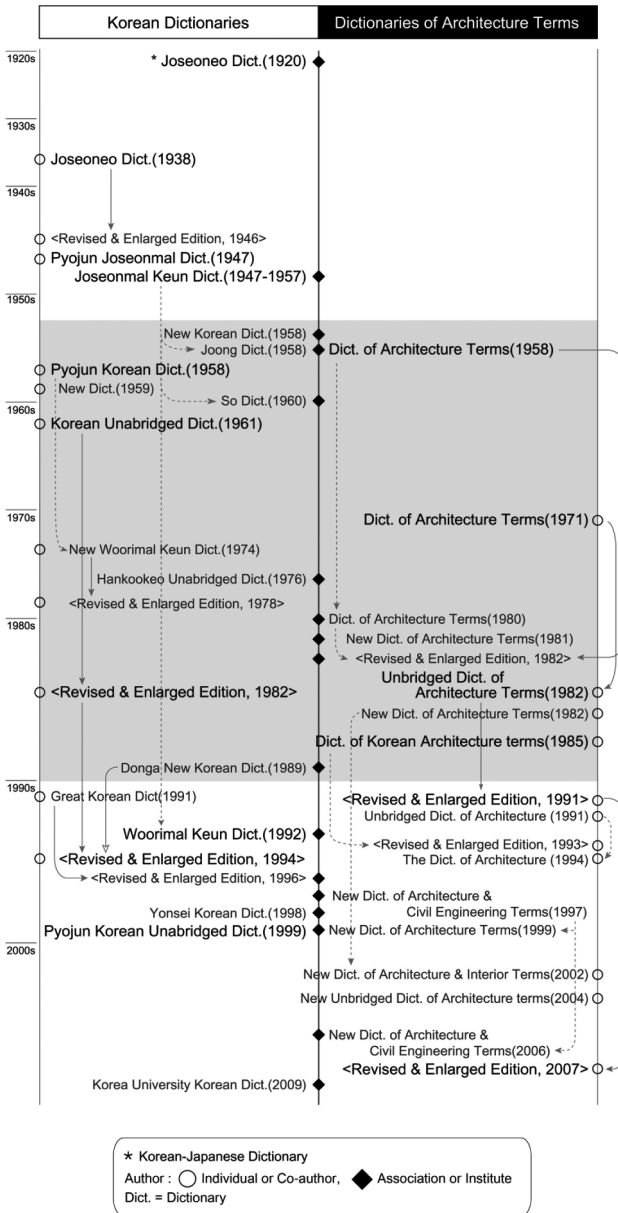 Korean Dictionaries
Dictionaries of Architecture Terms
1920s
* Joseoneo Dict.(1920)
1930s
Joseoneo Dict.(1938)
1940s
<Revised & Enlarged Edition, 1946>
Pyojun Joseonmal Dict.(1947)
Joseonmal Keun Dict.(1947-1957)
1950s
New Korean Dict.(1958)
Joong Dict.(1958)
Dict. of Architecture Terms(1958)
Pyojun Korean Dict.(1958)
New Dict.(1959)
So Dict.(1960)
1960s
Korean Unabridged Dict.(1961)
1970s
Dict. of Architecture Terms(1971)
New Woorimal Keun Dict.(1974)
Hankookeo Unabridged Dict.(1976)
<Revised & Enlarged Edition, 1978>
1980s
Dict. of Architecture Terms(1980)
New Dict. of Architecture Terms(1981)
<Revised & Enlarged Edition, 1982>
Unbridged Dict. of
Architecture Terms(1982)
<Revised & Enlarged Edition, 1982>
New Dict. of Architecture Terms(1982)
Dict. of Korean Architecture terms(1985)
Donga New Korean Dict.(1989)
1990s
Great Korean Dict(1991)
<Revised & Enlarged Edition, 1991>
Unbridged Dict. of Architecture (1991)
Woorimal Keun Dict.(1992)
<Revised & Enlarged Edition, 1993>
<Revised & Enlarged Edition, 1994>
The Dict. of Architecture (1994)
<Revised & Enlarged Edition, 1996>
New Dict. of Architecture &
Civil Engineering Terms(1997)
Yonsei Korean Dict.(1998)
Pyojun Korean Unabridged Dict.(1999)
New Dict. of Architecture Terms(1999)
2000s
New Dict. of Architecture & Interior Terms(2002)
New Unbridged Dict. of Architecture terms(2004)
New Dict. of Architecture &
Civil Engineering Terms(2006)
<Revised & Enlarged Edition, 2007>
Korea University Korean Dict.(2009)
* Korean-Japanese Dictionary
Author : Individual or Co-author, Association or Institute
Dict. = Dictionary